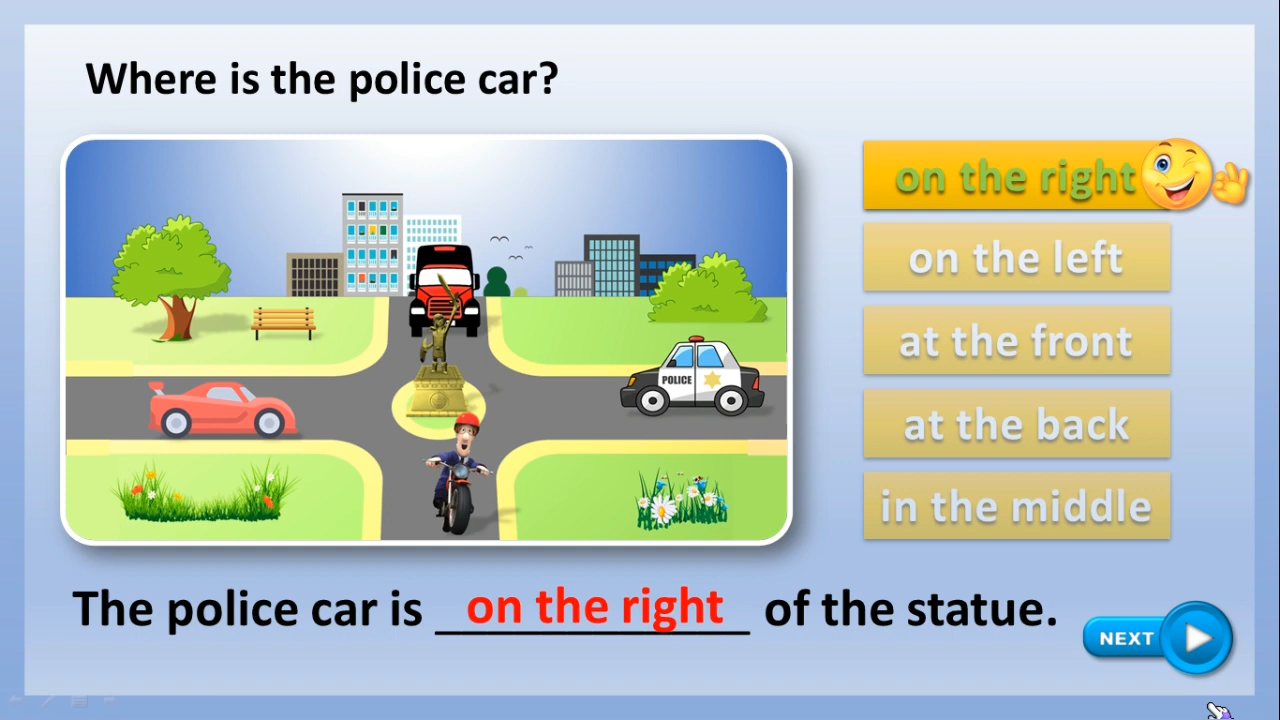 Where is the police car?
on the right
on the left
at the front
POLICE
at the back
in the middle
The police car is on the right of the statue.
NEXT